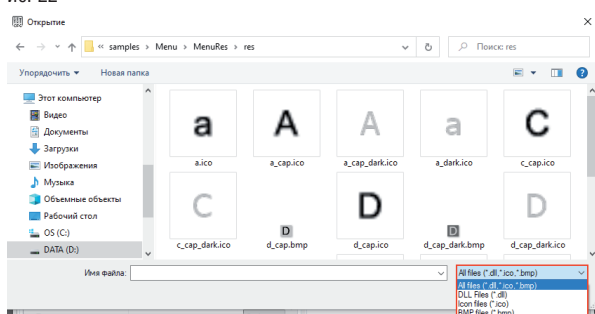 Открытие
« samples › Menu › MenuRes › res
Поиск: res
Упорядочить
Новая папка
Этот компьютер
Видео
Документы
Загрузки
Изображения
Музыка
Объемные объекты
Рабочий стол
OS (C:)
DATA (D:)
a
A
A
a
C
a.ico
a_cap.ico
a_cap_dark.ico
a_dark.ico
c_cap.ico
C
D
D
D
D
c_cap_dark.ico
d_cap.bmp
d_cap.ico
d_cap_dark.bmp
d_cap_dark.ico
Имя файла:
All files (*.dll,*.ico,*.bmp)
All files (*.dll,*.ico,*.bmp)
DLL Files (*.dll)
Icon files (*.ico)
BMP files (*.bmp)